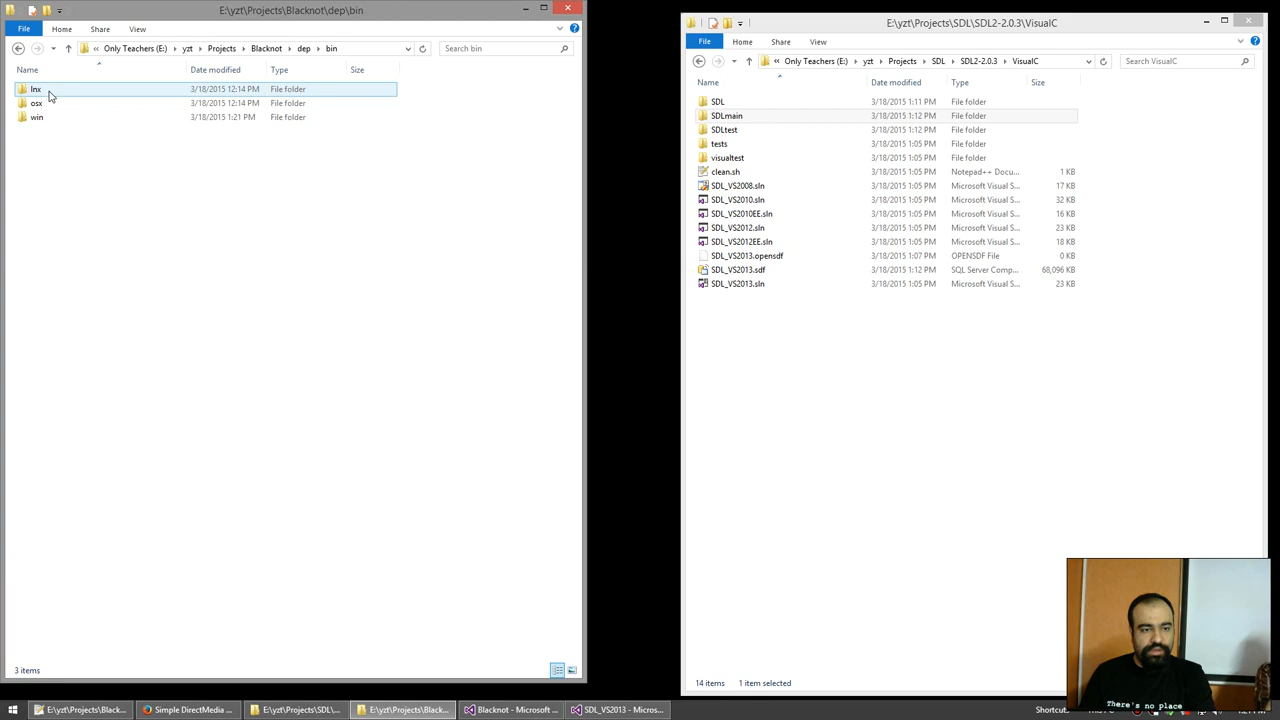 E:\yzt\Projects\Blacknot\dep\bin
File Home Share View
Only Teachers (E:) yzt Projects Blacknot dep bin Search bin
Name Date modified Type Size
lnx 3/18/2015 12:14 PM File folder
osx 3/18/2015 12:14 PM File folder
win 3/18/2015 1:21 PM File folder
3 items
E:\yzt\Projects\SDL\SDL2-2.0.3\VisualC
File Home Share View
Only Teachers (E:) yzt Projects SDL SDL2-2.0.3 VisualC Search VisualC
Name Date modified Type Size
SDL 3/18/2015 1:11 PM File folder
SDLmain 3/18/2015 1:12 PM File folder
SDLtest 3/18/2015 1:12 PM File folder
tests 3/18/2015 1:05 PM File folder
visualtest 3/18/2015 1:05 PM File folder
clean.sh 3/18/2015 1:05 PM Notepad++ Docu... 1 KB
SDL_VS2008.sln 3/18/2015 1:05 PM Microsoft Visual S... 17 KB
SDL_VS2010.sln 3/18/2015 1:05 PM Microsoft Visual S... 32 KB
SDL_VS2010EE.sln 3/18/2015 1:05 PM Microsoft Visual S... 16 KB
SDL_VS2012.sln 3/18/2015 1:05 PM Microsoft Visual S... 23 KB
SDL_VS2012EE.sln 3/18/2015 1:05 PM Microsoft Visual S... 18 KB
SDL_VS2013.opensdf 3/18/2015 1:07 PM OPENSDF File 0 KB
SDL_VS2013.sdf 3/18/2015 1:12 PM SQL Server Comp... 68,096 KB
SDL_VS2013.sln 3/18/2015 1:05 PM Microsoft Visual S... 23 KB
14 items 1 item selected
There's no place
E:\yzt\Projects\Black... Simple DirectMedia ... E:\yzt\Projects\SDL\... E:\yzt\Projects\Black... Blacknot - Microsoft ... SDL_VS2013 - Micros... Shortcuts